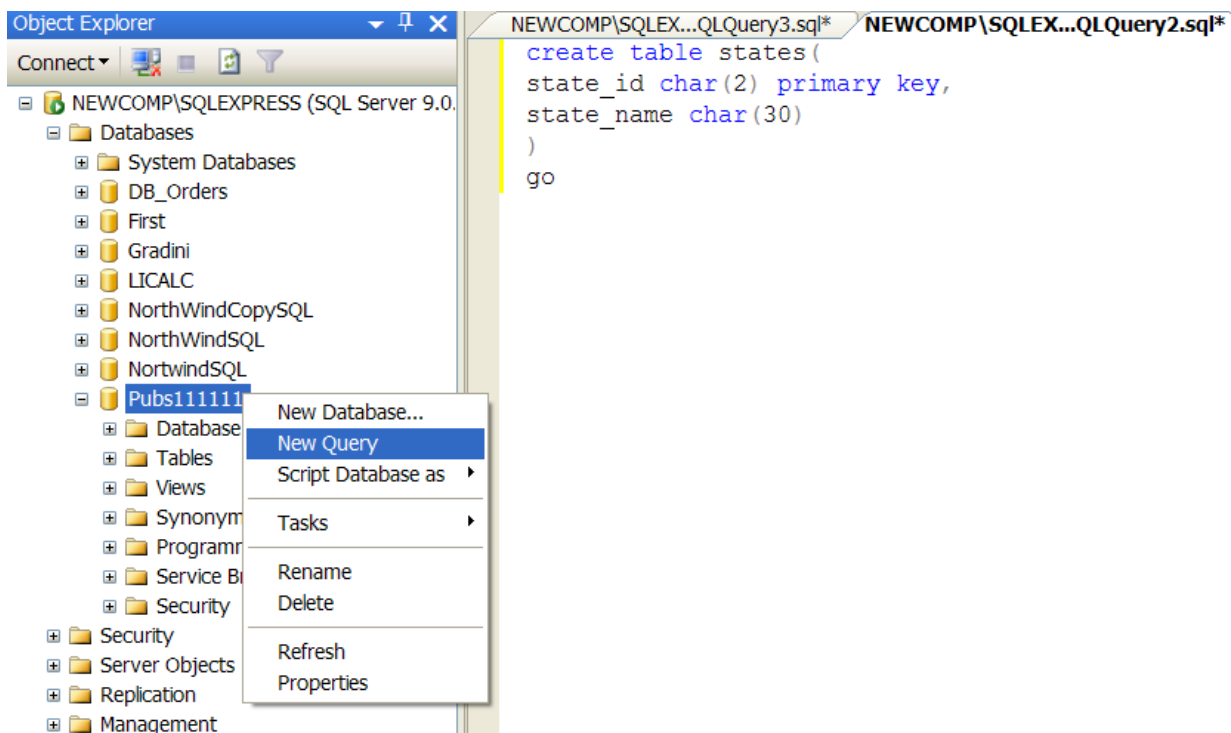 Object Explorer
Connect
NEWCOMP\SQLEXPRESS (SQL Server 9.0.
Databases
System Databases
DB_Orders
First
Gradini
LICALC
NorthWindCopySQL
NorthWindSQL
NortwindSQL
Pubs111111
Database
Tables
Views
Synonym
Programr
Service Br
Security
Security
Server Objects
Replication
Management
New Database...
New Query
Script Database as
Tasks
Rename
Delete
Refresh
Properties
NEWCOMP\SQLEX...QLQuery3.sql* NEWCOMP\SQLEX...QLQuery2.sql*
create table states(
state_id char(2) primary key,
state_name char(30)
)
go